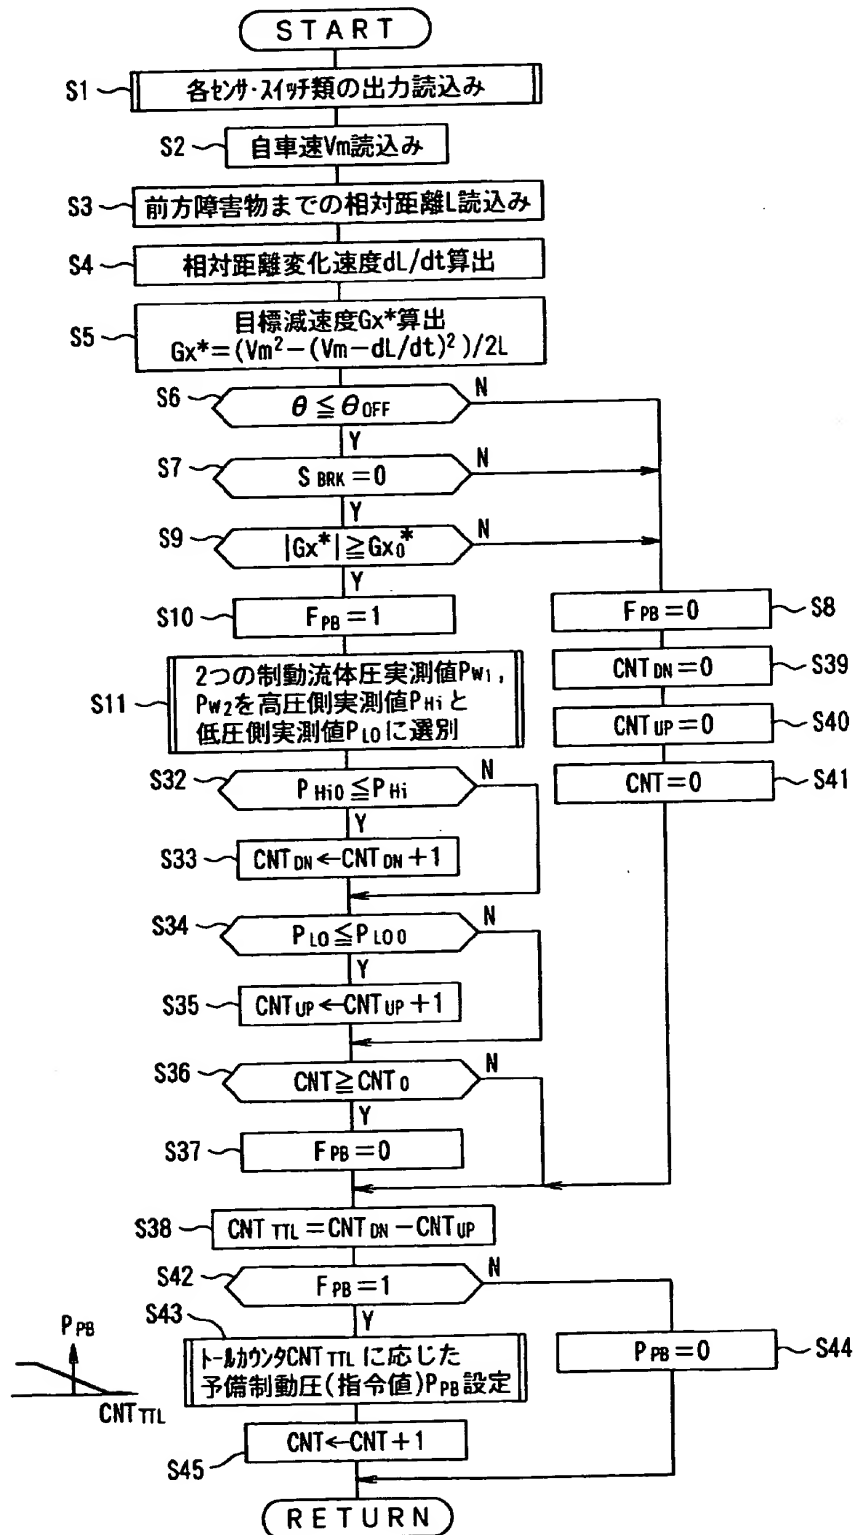 START
S1
各センサ・スイッチ類の出力読込み
S2
自車速Vm読込み
S3
前方障害物までの相対距離L読込み
S4
相対距離変化速度dL/dt算出
S5
目標減速度Gx*算出
Gx*=(Vm²-(Vm-dL/dt)²)/2L
S6
θ≦θOFF
N
Y
S7
SBRK=0
N
Y
S9
|Gx*|≧Gx₀*
N
Y
S10
FPB=1
FPB=0
S8
S11
2つの制動流体圧実測値Pw1,
Pw2を高圧側実測値PHiと
低圧側実測値PLOに選別
CNTDN=0
S39
CNTUP=0
S40
CNT=0
S41
S32
PHi0≦PHi
N
Y
S33
CNTDN←CNTDN+1
S34
PLO≦PLO0
N
Y
S35
CNTUP←CNTUP+1
S36
CNT≧CNT0
N
Y
S37
FPB=0
S38
CNTTTL=CNTDN-CNTUP
S42
FPB=1
N
Y
S43
トールカウンタCNTTTLに応じた
予備制動圧(指令値)PPB設定
PPB=0
S44
PPB
CNTTTL
S45
CNT←CNT+1
RETURN